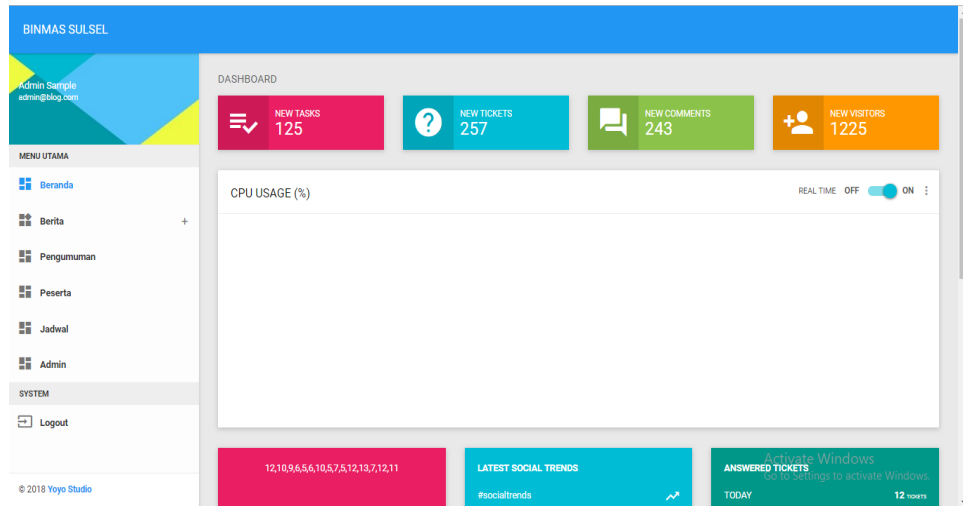 BINMAS SULSEL
Admin Sample
admin@blog.com
MENU UTAMA
Beranda
Berita +
Pengumuman
Peserta
Jadwal
Admin
SYSTEM
Logout
© 2018 Yoyo Studio
DASHBOARD
NEW TASKS
125
NEW TICKETS
257
NEW COMMENTS
243
NEW VISITORS
1225
CPU USAGE (%)
REAL TIME OFF ON
12,10,9,6,5,6,10,5,7,5,12,13,7,12,11
LATEST SOCIAL TRENDS
#socialtrends
ANSWERED TICKETS
TODAY 12 TICKETS
Activate Windows
Go to Settings to activate Windows.